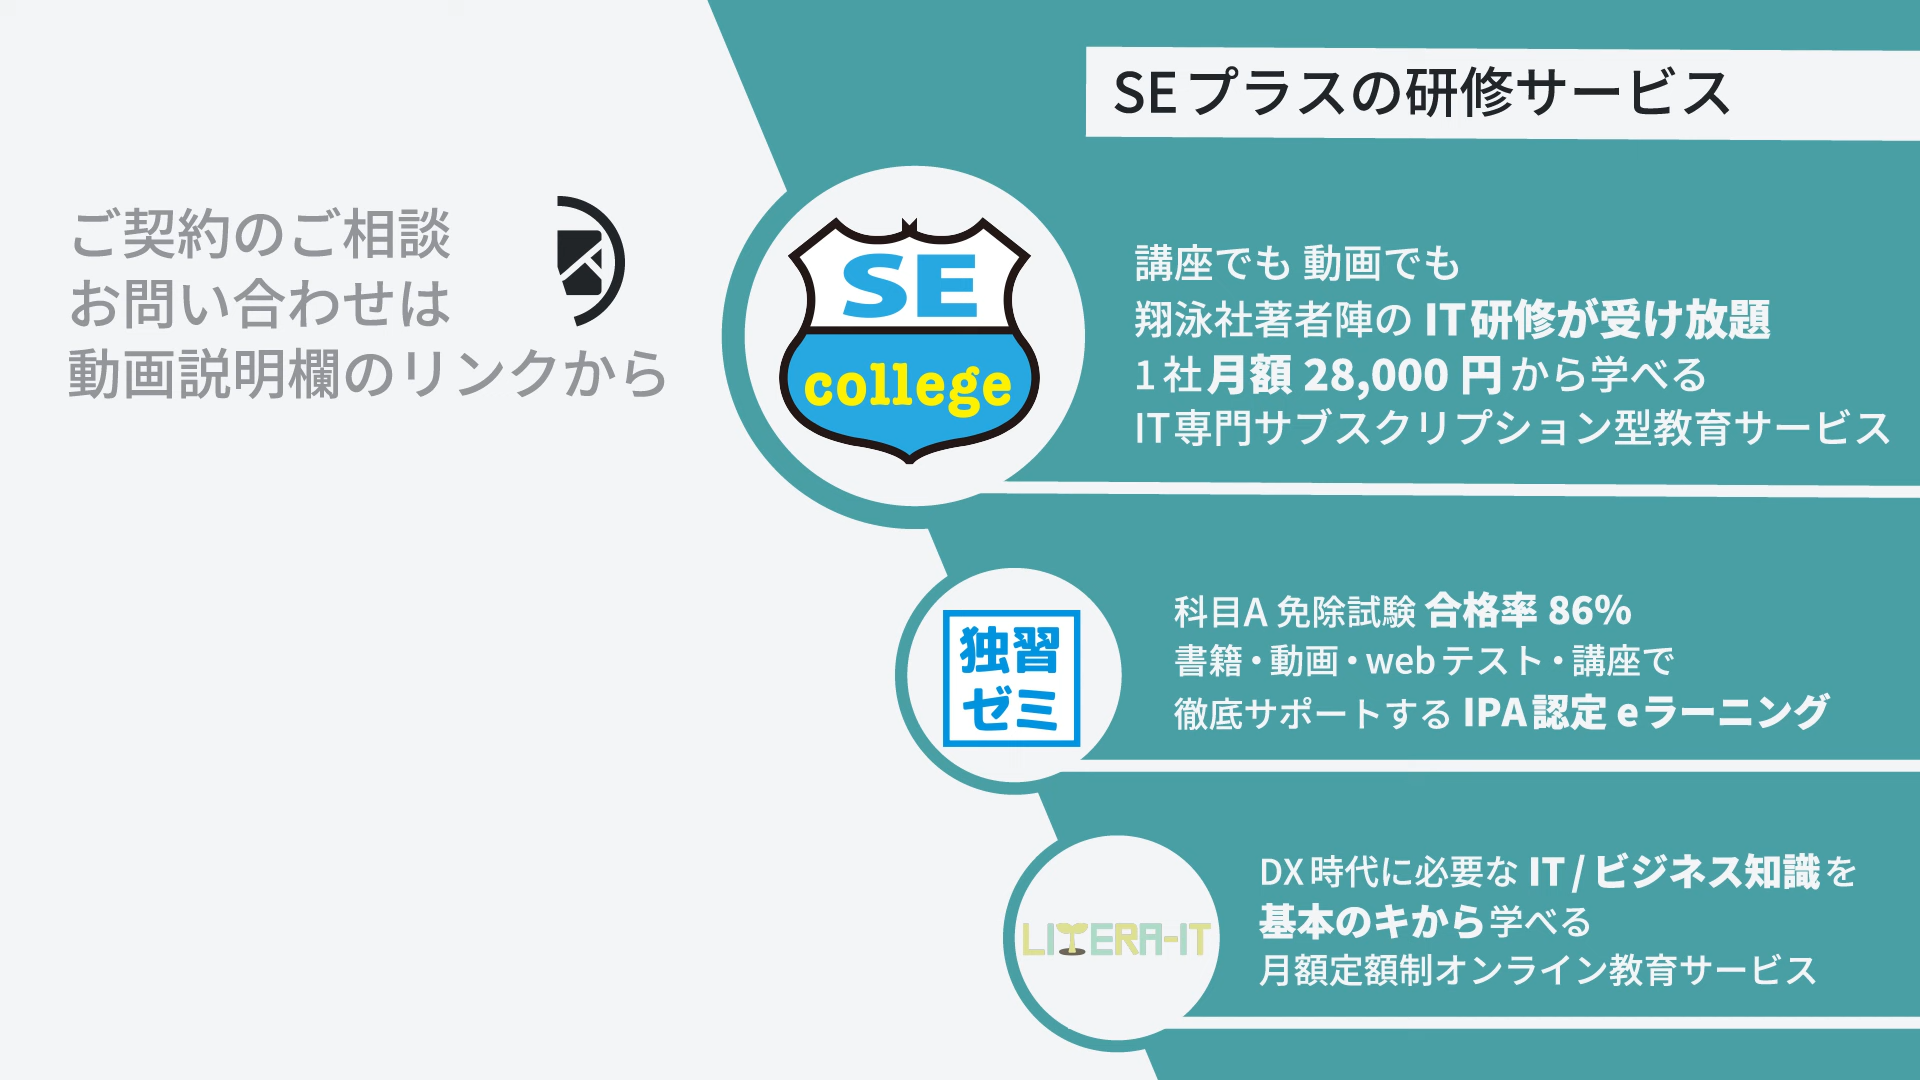 SEプラスの研修サービス
ご契約のご相談
お問い合わせは
動画説明欄のリンクから
SE
college
講座でも 動画でも
翔泳社著者陣の IT研修が受け放題
1社月額 28,000 円から学べる
IT専門サブスクリプション型教育サービス
独習
ゼミ
科目A 免除試験 合格率 86%
書籍・動画・webテスト・講座で
徹底サポートする IPA認定 eラーニング
LITERA-IT
DX時代に必要な IT / ビジネス知識を
基本のキから学べる
月額定額制オンライン教育サービス